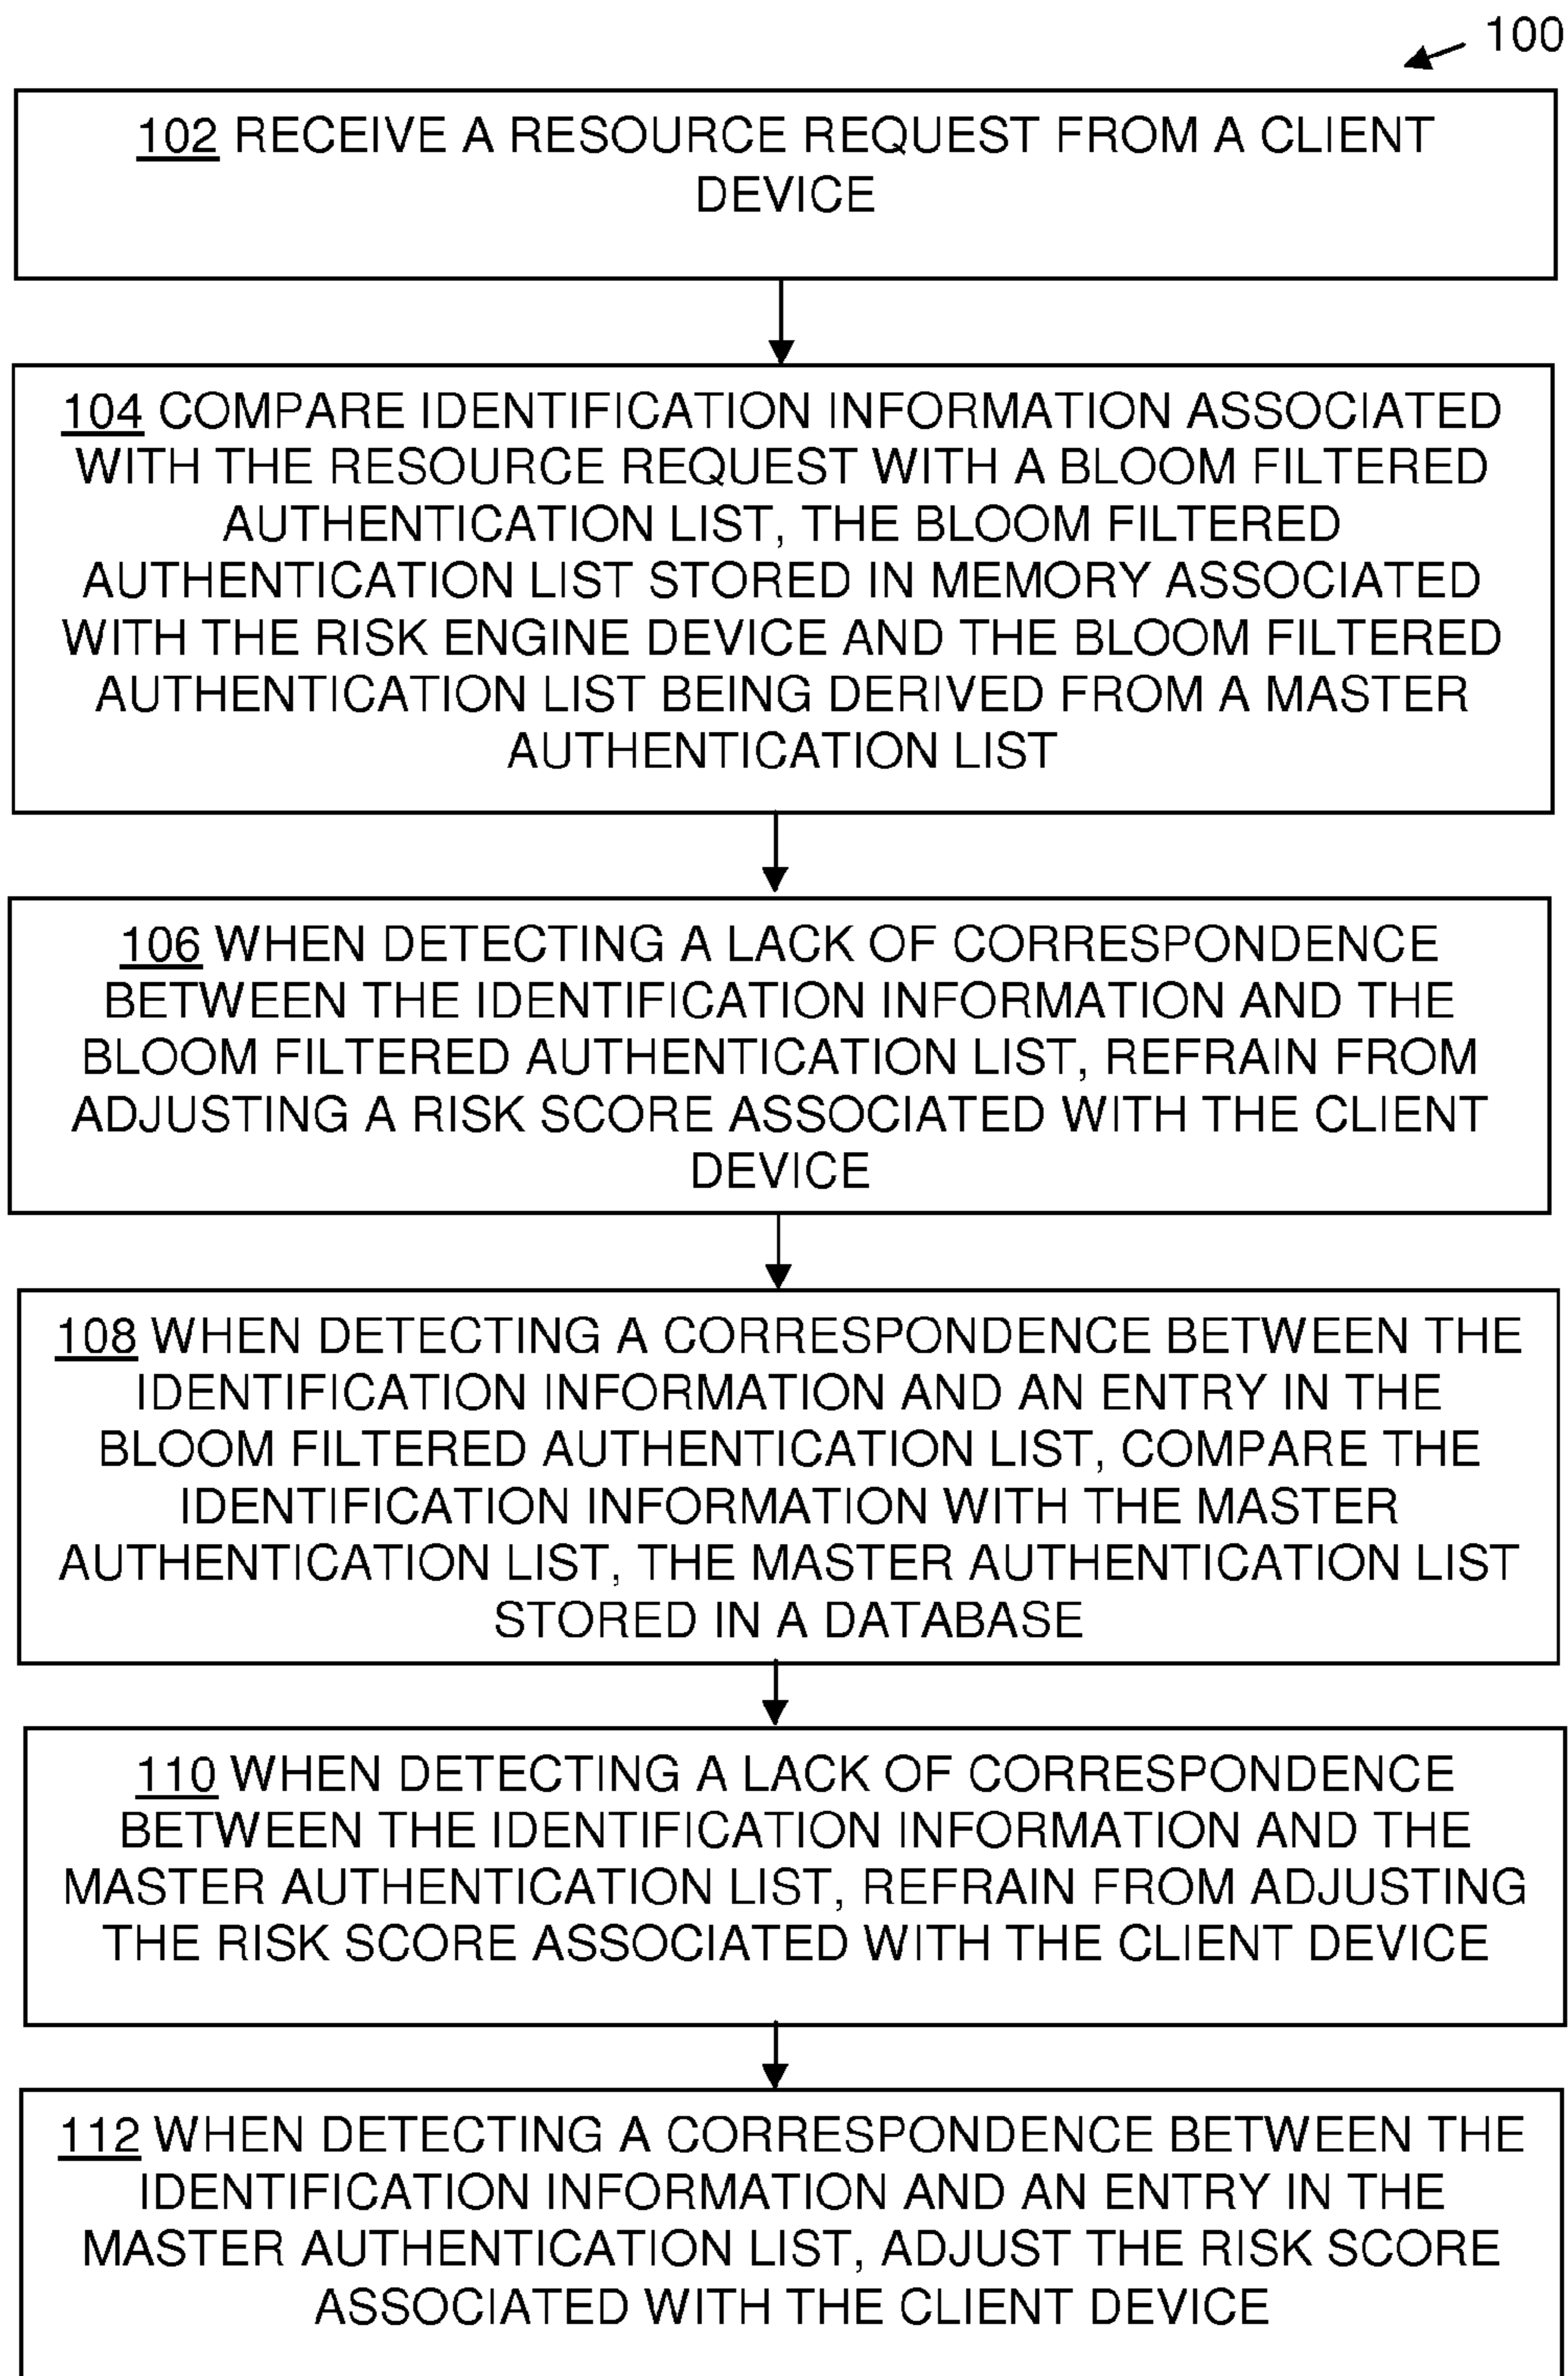 100
102 RECEIVE A RESOURCE REQUEST FROM A CLIENT
DEVICE
104 COMPARE IDENTIFICATION INFORMATION ASSOCIATED
WITH THE RESOURCE REQUEST WITH A BLOOM FILTERED
AUTHENTICATION LIST, THE BLOOM FILTERED
AUTHENTICATION LIST STORED IN MEMORY ASSOCIATED
WITH THE RISK ENGINE DEVICE AND THE BLOOM FILTERED
AUTHENTICATION LIST BEING DERIVED FROM A MASTER
AUTHENTICATION LIST
106 WHEN DETECTING A LACK OF CORRESPONDENCE
BETWEEN THE IDENTIFICATION INFORMATION AND THE
BLOOM FILTERED AUTHENTICATION LIST, REFRAIN FROM
ADJUSTING A RISK SCORE ASSOCIATED WITH THE CLIENT
DEVICE
108 WHEN DETECTING A CORRESPONDENCE BETWEEN THE
IDENTIFICATION INFORMATION AND AN ENTRY IN THE
BLOOM FILTERED AUTHENTICATION LIST, COMPARE THE
IDENTIFICATION INFORMATION WITH THE MASTER
AUTHENTICATION LIST, THE MASTER AUTHENTICATION LIST
STORED IN A DATABASE
110 WHEN DETECTING A LACK OF CORRESPONDENCE
BETWEEN THE IDENTIFICATION INFORMATION AND THE
MASTER AUTHENTICATION LIST, REFRAIN FROM ADJUSTING
THE RISK SCORE ASSOCIATED WITH THE CLIENT DEVICE
112 WHEN DETECTING A CORRESPONDENCE BETWEEN THE
IDENTIFICATION INFORMATION AND AN ENTRY IN THE
MASTER AUTHENTICATION LIST, ADJUST THE RISK SCORE
ASSOCIATED WITH THE CLIENT DEVICE